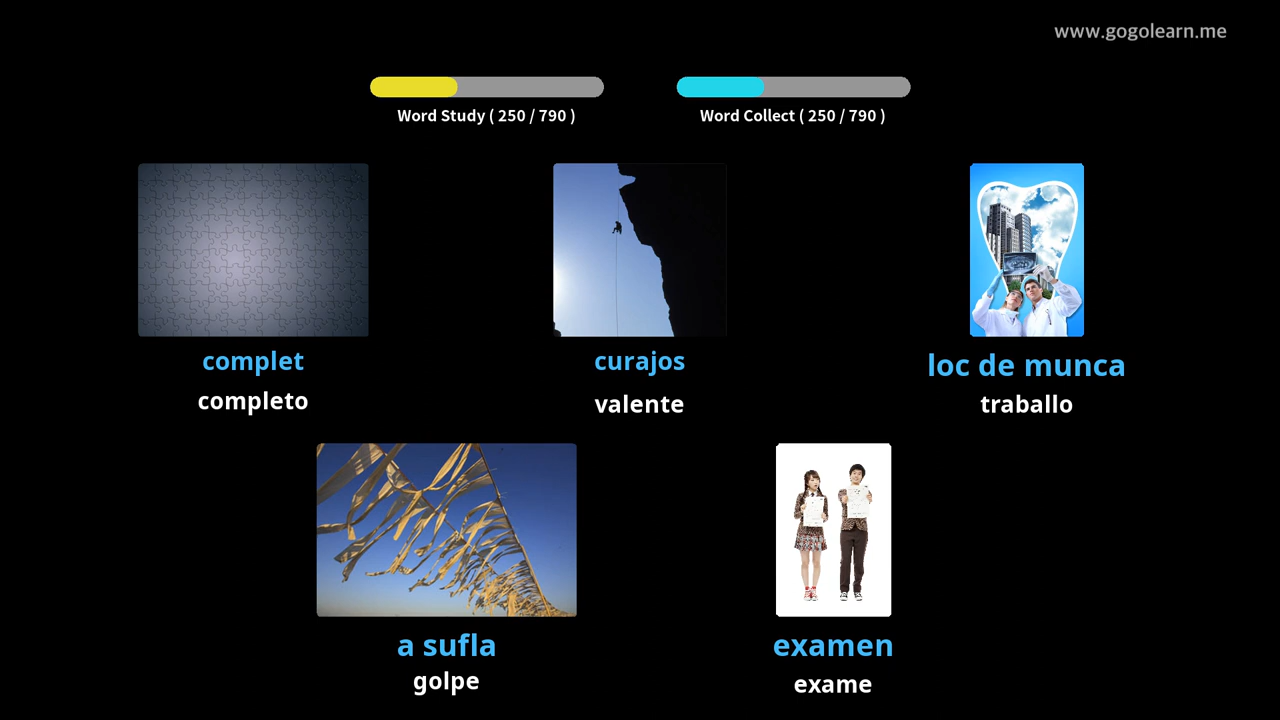 www.gogolearn.me
Word Study ( 250 / 790 )
Word Collect ( 250 / 790 )
complet
completo
curajos
valente
loc de munca
traballo
a sufla
golpe
examen
exame